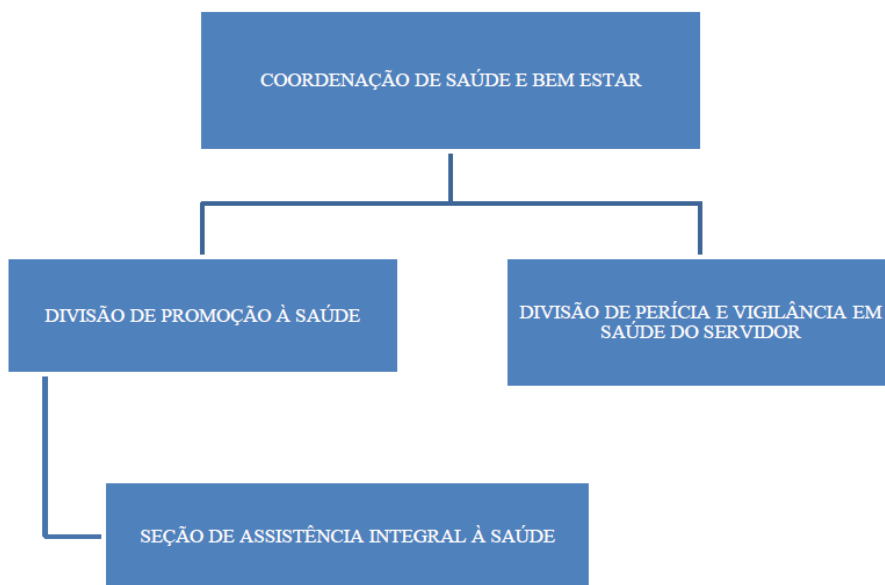 COORDENAÇÃO DE SAÚDE E BEM ESTAR
DIVISÃO DE PROMOÇÃO À SAÚDE
DIVISÃO DE PERÍCIA E VIGILÂNCIA EM
SAÚDE DO SERVIDOR
SEÇÃO DE ASSISTÊNCIA INTEGRAL À SAÚDE